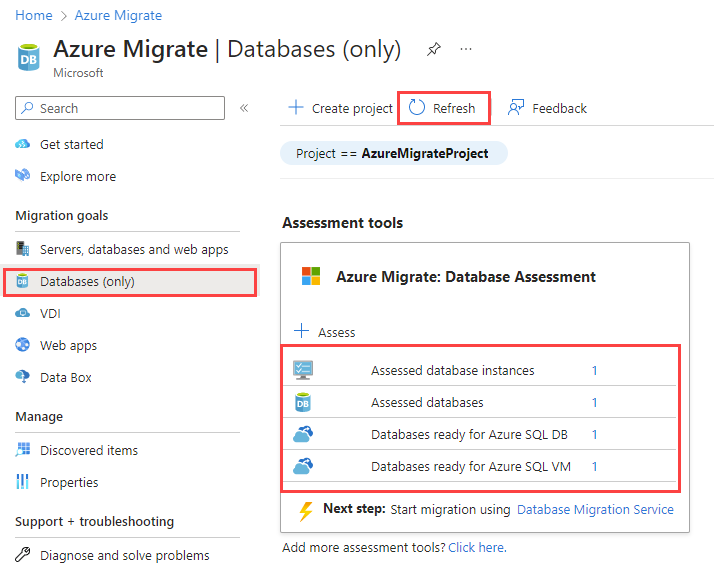 Home > Azure Migrate
Azure Migrate | Databases (only) ...
DB
Microsoft
Search «
Get started
Explore more
Migration goals
Servers, databases and web apps
DB Databases (only)
VDI
Web apps
Data Box
Manage
Discovered items
Properties
Support + troubleshooting
Diagnose and solve problems
Create project Refresh Feedback
Project == AzureMigrateProject
Assessment tools
Azure Migrate: Database Assessment
Assess
Assessed database instances 1
DB Assessed databases 1
Databases ready for Azure SQL DB 1
Databases ready for Azure SQL VM 1
Next step: Start migration using Database Migration Service
Add more assessment tools? Click here.